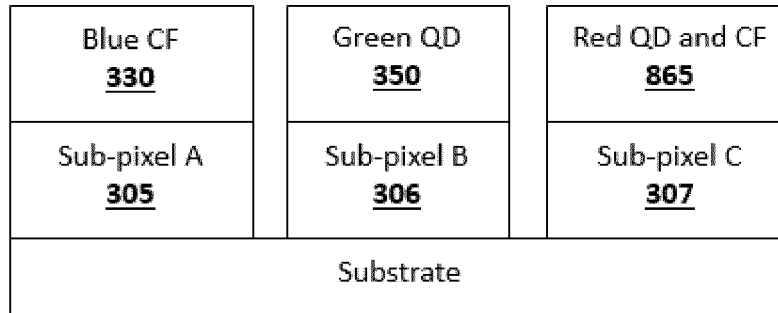 Blue CF
330
Green QD
350
Red QD and CF
865
Sub-pixel A
305
Sub-pixel B
306
Sub-pixel C
307
Substrate